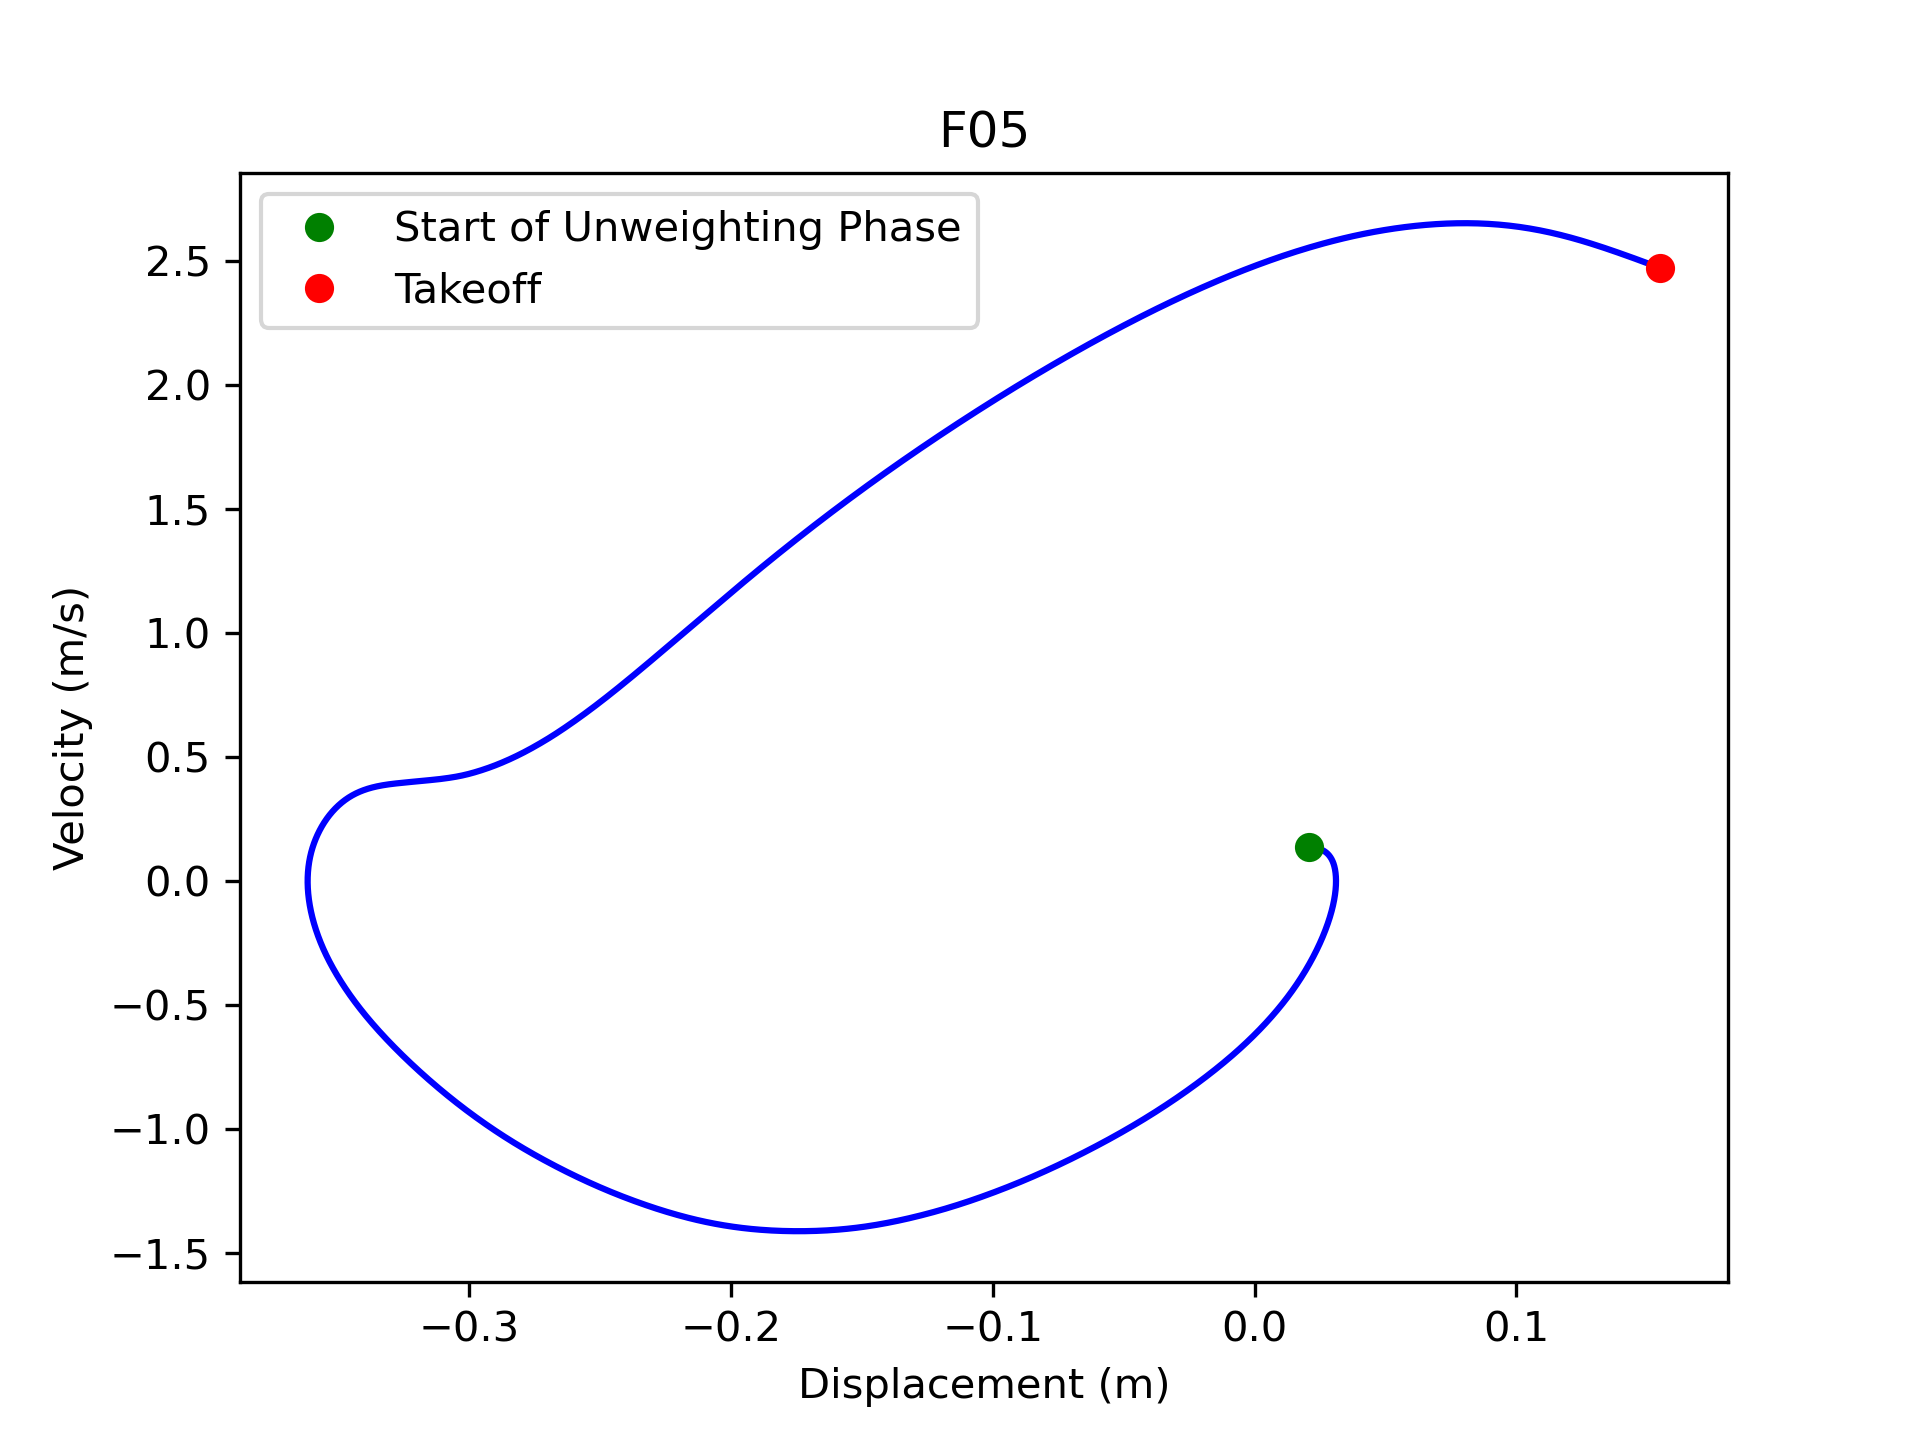 F05
Start of Unweighting Phase
Takeoff
2.5
2.0
1.5
1.0
0.5
0.0
−0.5
−1.0
−1.5
Velocity (m/s)
−0.3 −0.2 −0.1 0.0 0.1
Displacement (m)